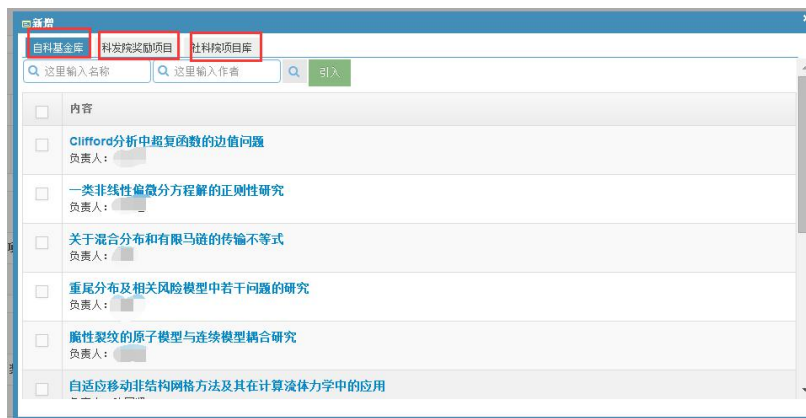 新增
自科基金库 科发院奖励项目 社科院项目库
这里输入名称 这里输入作者 引入
内容
Clifford分析中超复函数的边值问题
负责人：
一类非线性偏微分方程解的正则性研究
负责人：
关于混合分布和有限马链的传输不等式
负责人：
重尾分布及相关风险模型中若干问题的研究
负责人：
脆性裂纹的原子模型与连续模型耦合研究
负责人：
自适应移动非结构网格方法及其在计算流体力学中的应用